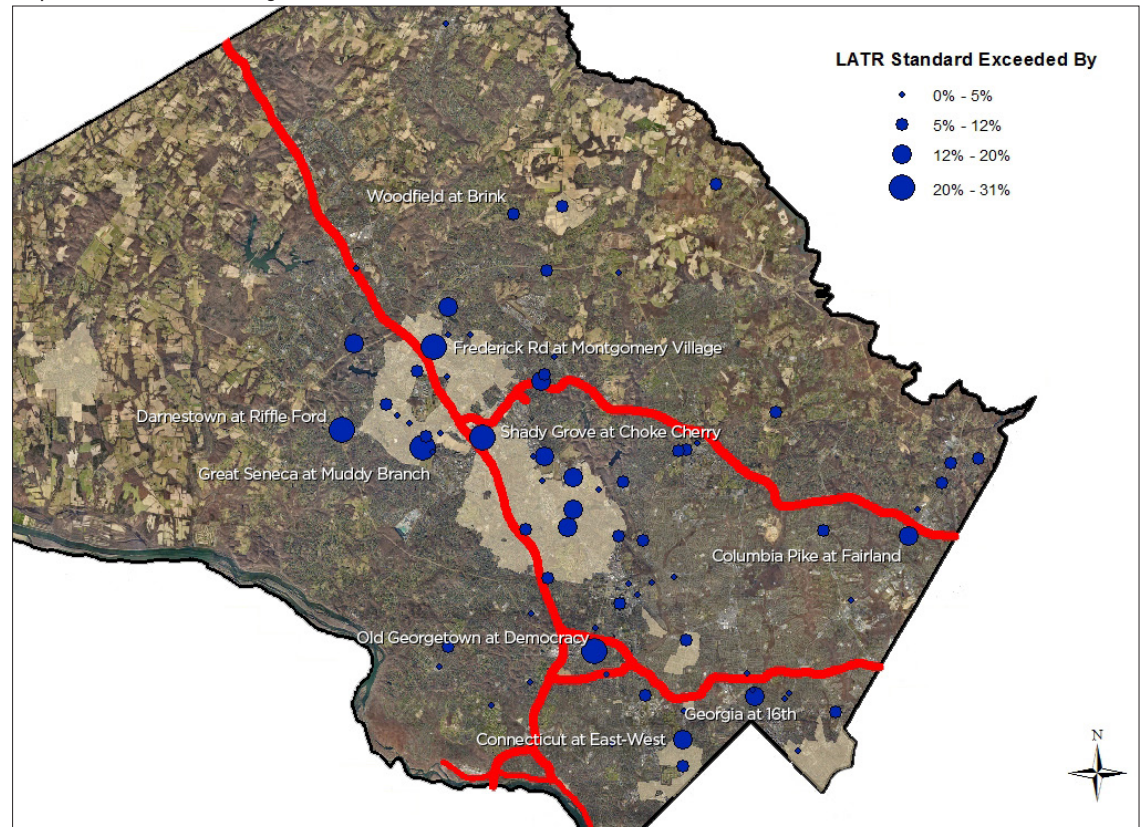 LATR Standard Exceeded By
0% - 5%
5% - 12%
12% - 20%
20% - 31%
Woodfield at Brink
Frederick Rd at Montgomery Village
Darnestown at Riffle Ford
Shady Grove at Choke Cherry
Great Seneca at Muddy Branch
Columbia Pike at Fairland
Old Georgetown at Democracy
Georgia at 16th
Connecticut at East-West
N